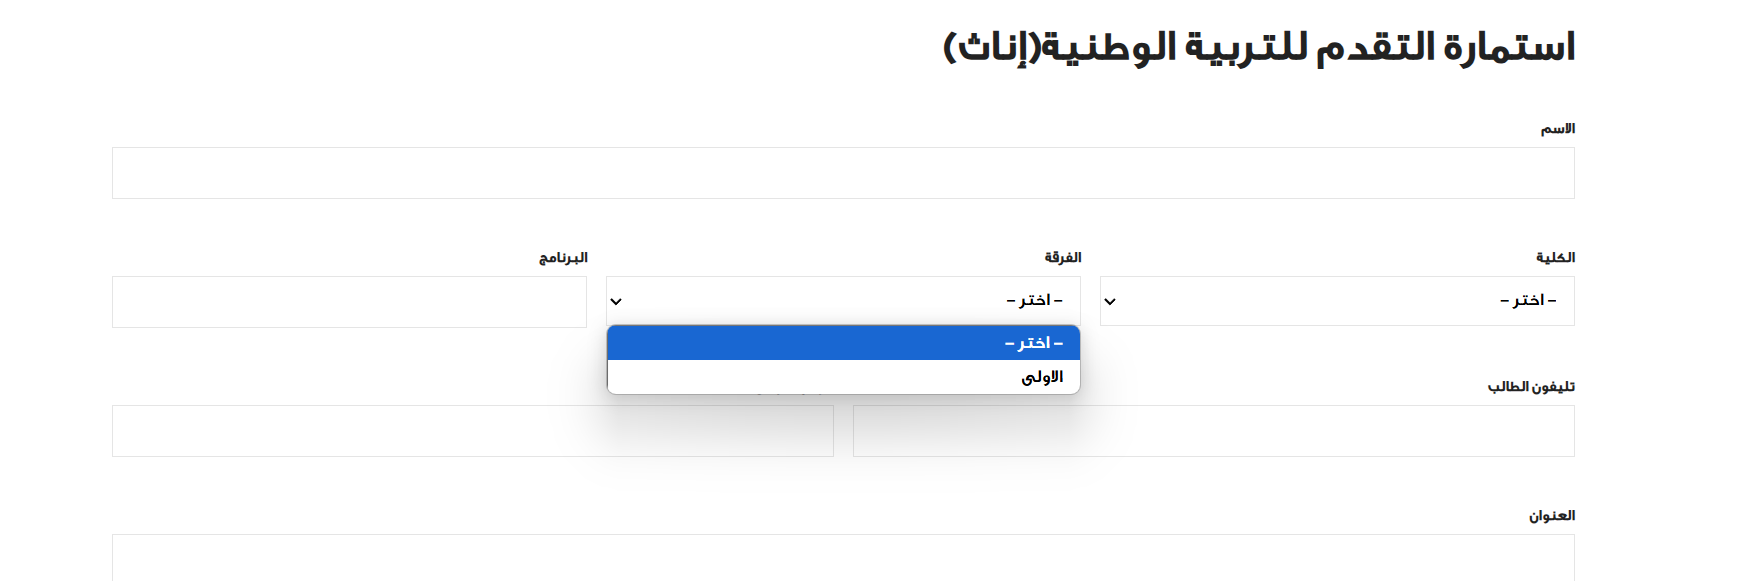 استمارة التقدم للتربية الوطنية(إناث)
الاسم
الكلية
الفرقة
البرنامج
– اختر –
– اختر –
– اختر –
الاولى
تليفون الطالب
العنوان